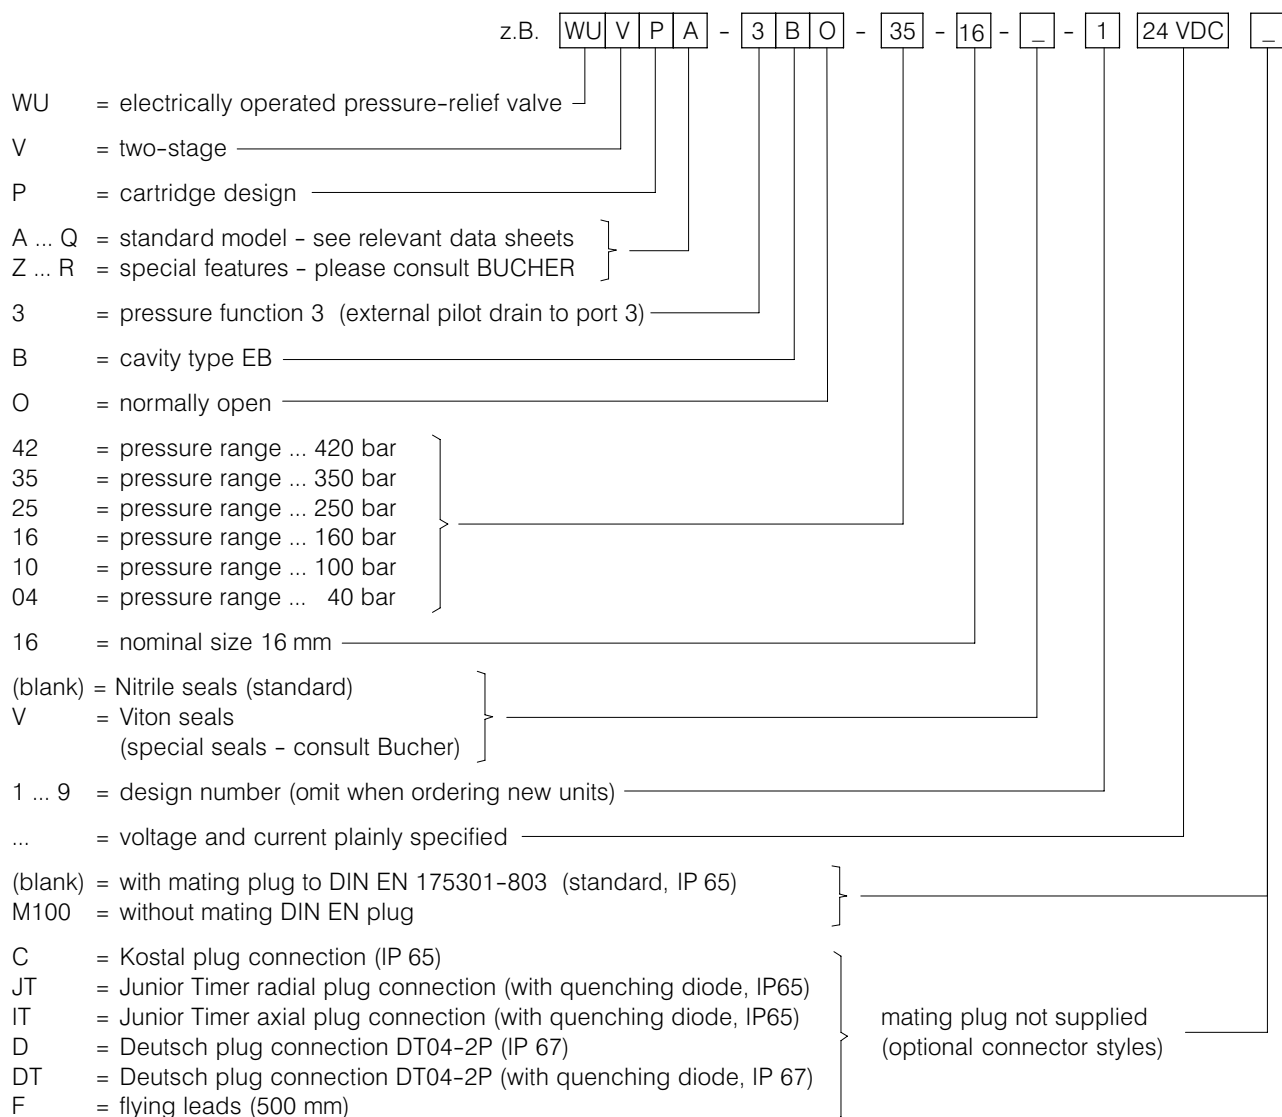 z.B. WU V P A - 3 B O - 35 - 16 - _ - 1 24 VDC _
WU = electrically operated pressure-relief valve
V = two-stage
P = cartridge design
A ... Q = standard model - see relevant data sheets
Z ... R = special features - please consult BUCHER
3 = pressure function 3 (external pilot drain to port 3)
B = cavity type EB
O = normally open
42 = pressure range ... 420 bar
35 = pressure range ... 350 bar
25 = pressure range ... 250 bar
16 = pressure range ... 160 bar
10 = pressure range ... 100 bar
04 = pressure range ... 40 bar
16 = nominal size 16 mm
(blank) = Nitrile seals (standard)
V = Viton seals
(special seals - consult Bucher)
1 ... 9 = design number (omit when ordering new units)
... = voltage and current plainly specified
(blank) = with mating plug to DIN EN 175301-803 (standard, IP 65)
M100 = without mating DIN EN plug
C = Kostal plug connection (IP 65)
JT = Junior Timer radial plug connection (with quenching diode, IP65)
IT = Junior Timer axial plug connection (with quenching diode, IP65)
D = Deutsch plug connection DT04-2P (IP 67)
DT = Deutsch plug connection DT04-2P (with quenching diode, IP 67)
F = flying leads (500 mm)
mating plug not supplied
(optional connector styles)